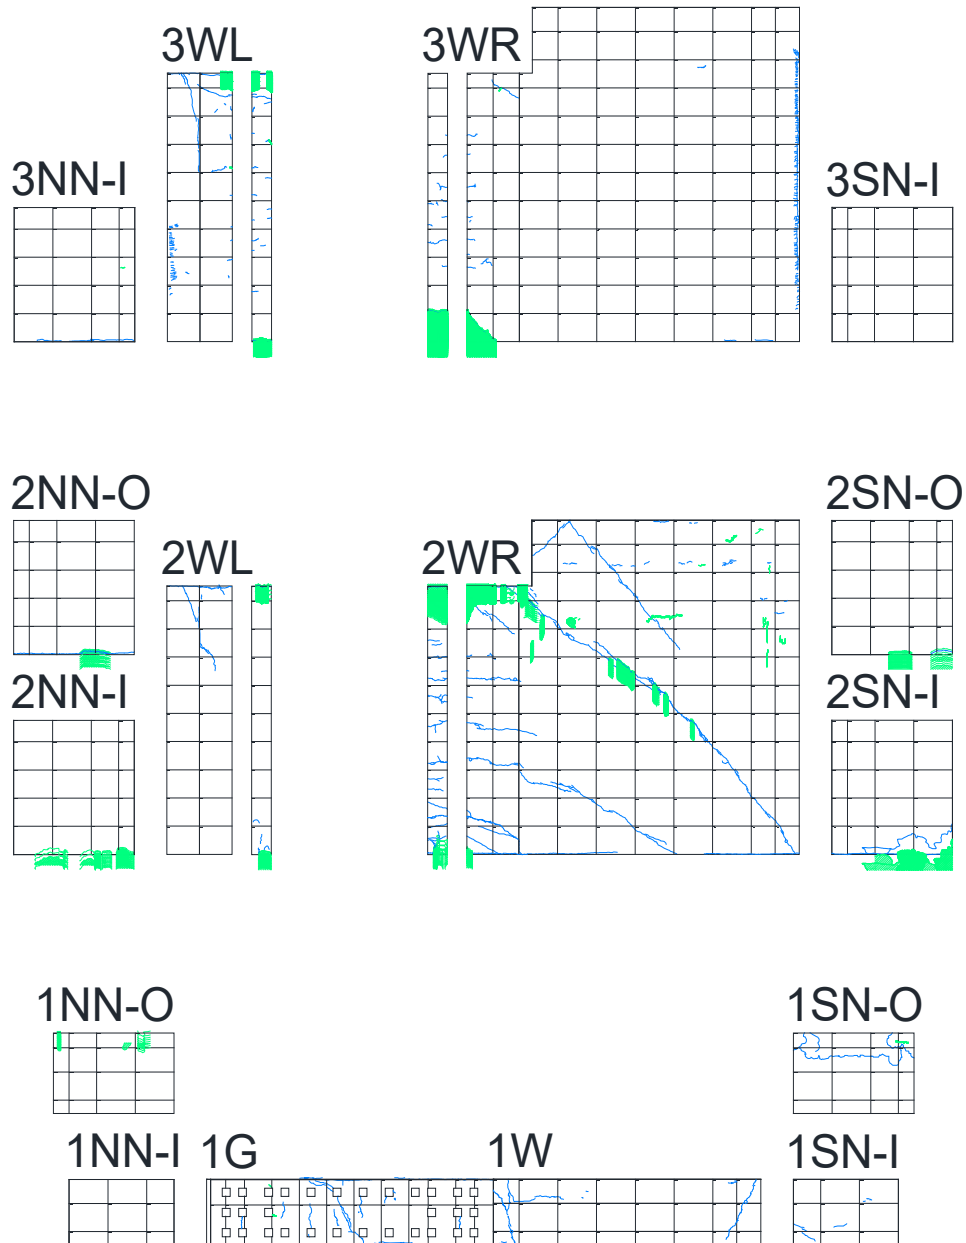 3WL
3WR
3NN-I
3SN-I
2NN-O
2SN-O
2WL
2WR
2NN-I
2SN-I
1NN-O
1SN-O
1NN-I
1G
1W
1SN-I